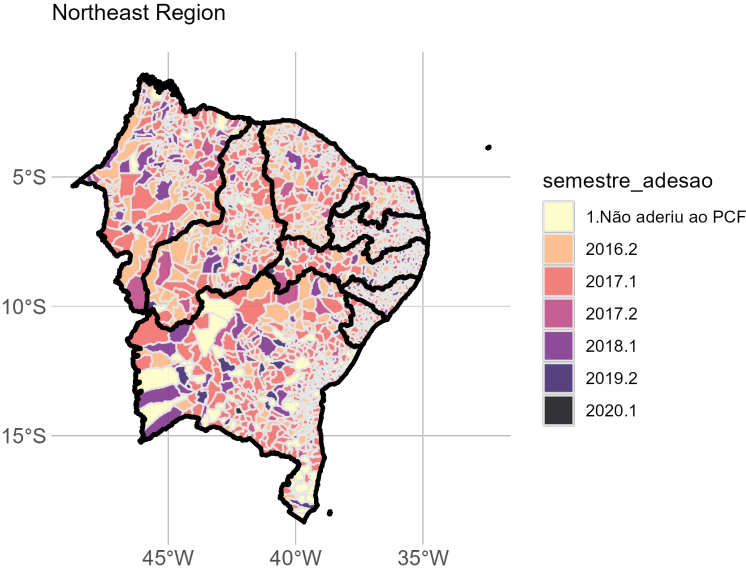 Northeast Region
5°S
10°S
15°S
45°W
40°W
35°W
semestre_adesao
1.Não aderiu ao PCF
2016.2
2017.1
2017.2
2018.1
2019.2
2020.1